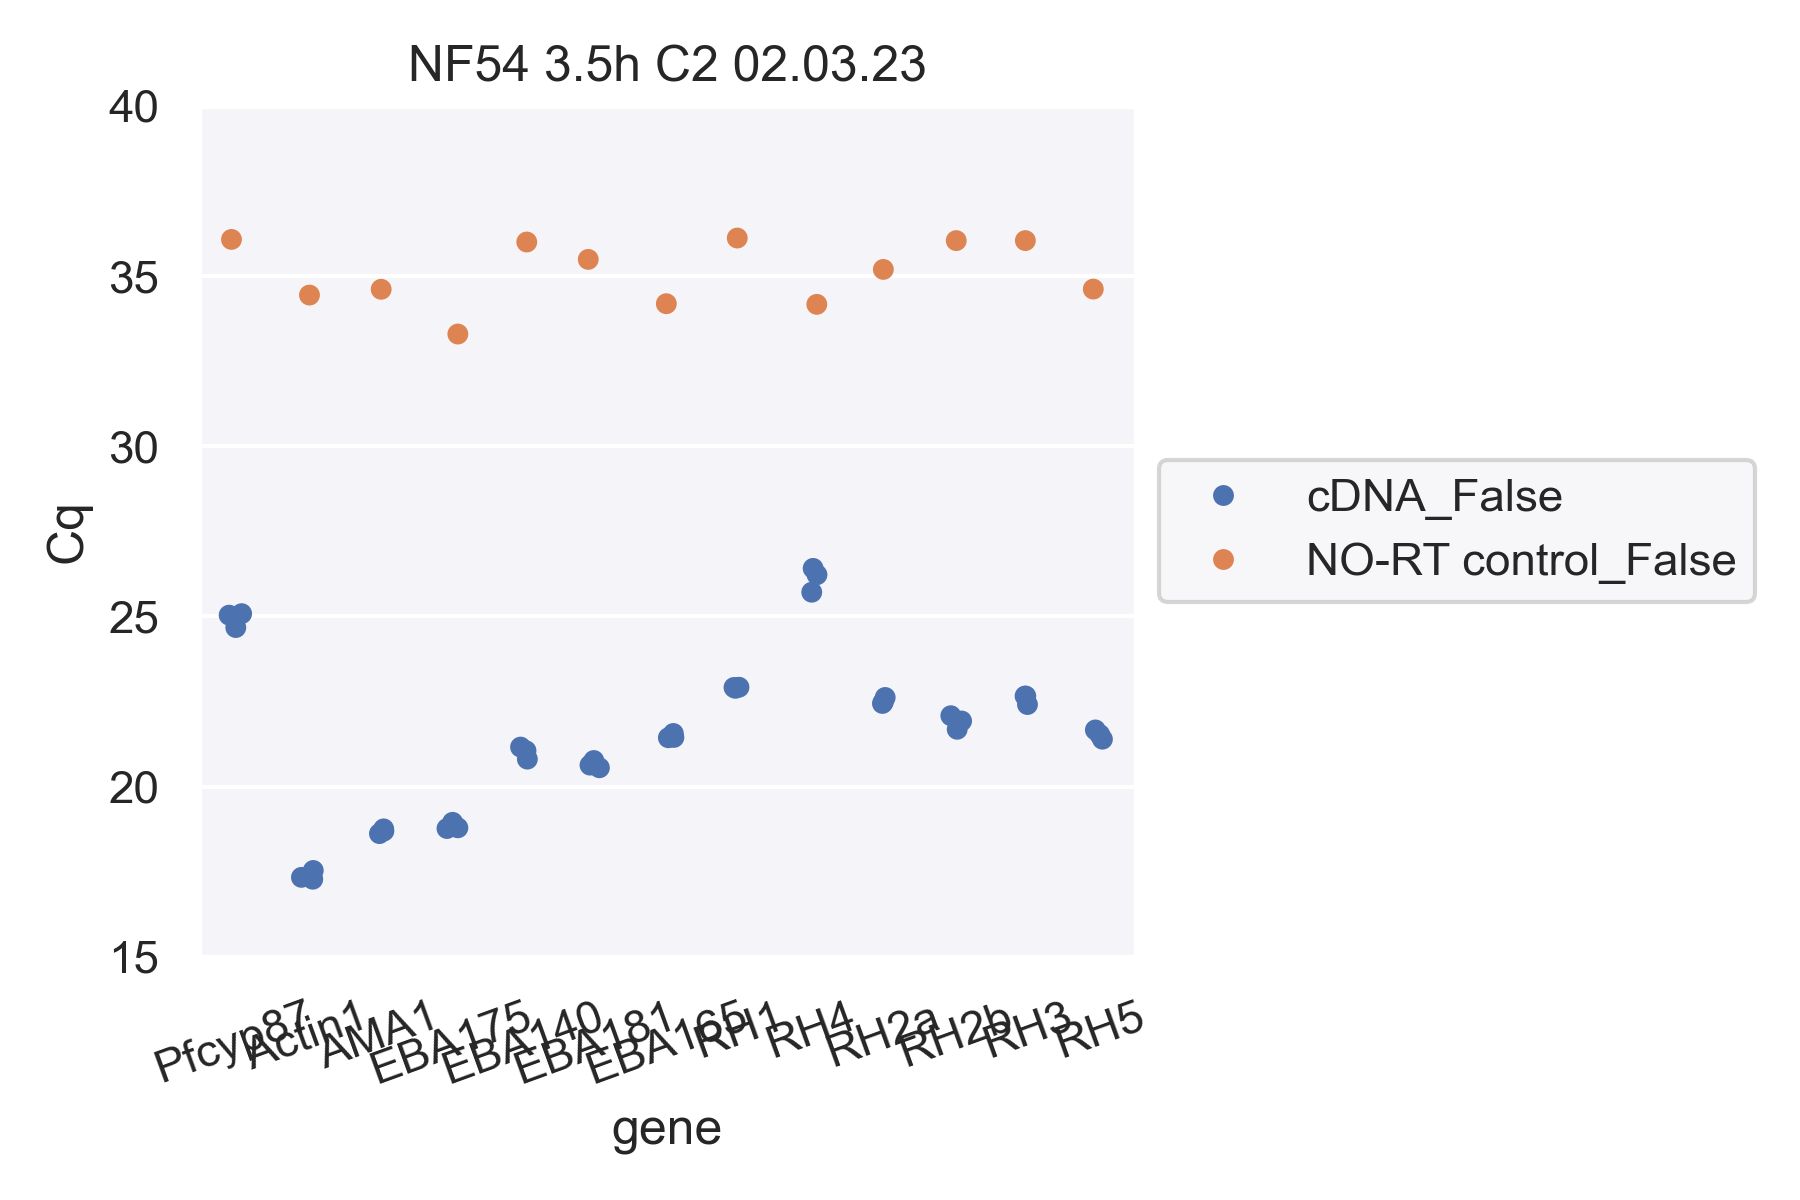 NF54 3.5h C2 02.03.23
40
35
30
25
20
15
Cq
cDNA_False
NO-RT control_False
Pfcyp87
Actin1
AMA1
EBA175
EBA140
EBA181
EBA165
RH1
RH4
RH2a
RH2b
RH3
RH5
gene